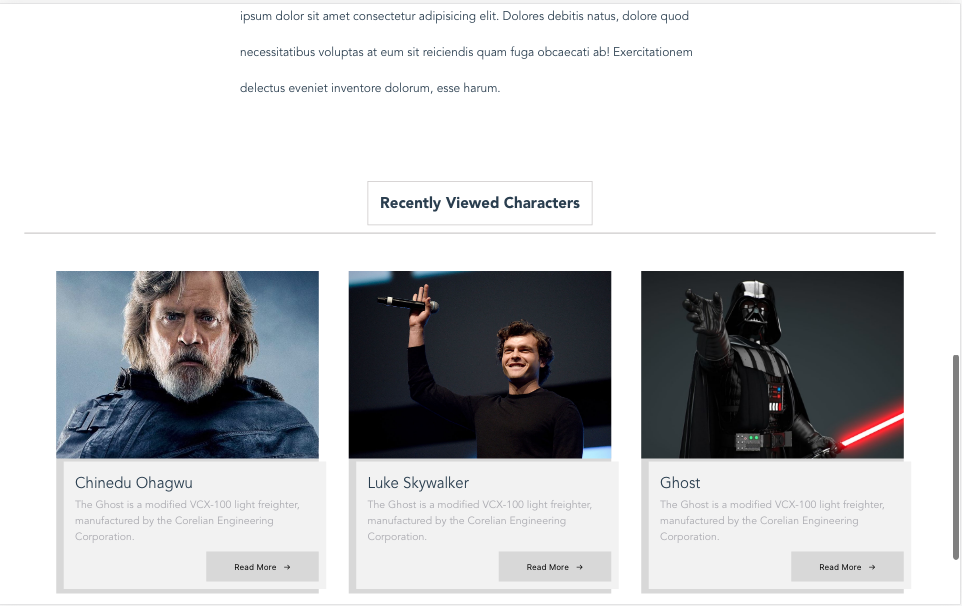 ipsum dolor sit amet consectetur adipisicing elit. Dolores debitis natus, dolore quod
necessitatibus voluptas at eum sit reiciendis quam fuga obcaecati ab! Exercitationem
delectus eveniet inventore dolorum, esse harum.
Recently Viewed Characters
Chinedu Ohagwu
The Ghost is a modified VCX-100 light freighter,
manufactured by the Corelian Engineering
Corporation.
Read More →
Luke Skywalker
The Ghost is a modified VCX-100 light freighter,
manufactured by the Corelian Engineering
Corporation.
Read More →
Ghost
The Ghost is a modified VCX-100 light freighter,
manufactured by the Corelian Engineering
Corporation.
Read More →